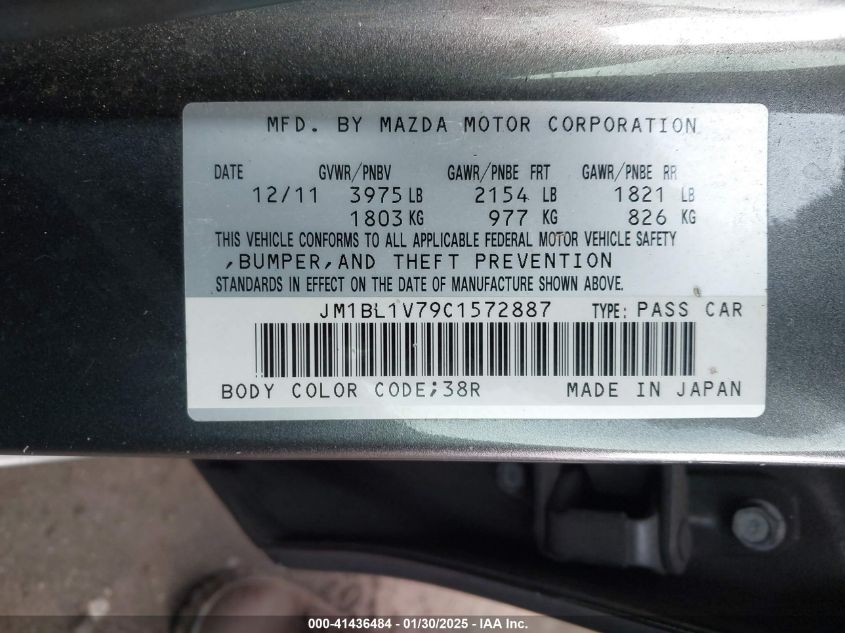 MFD. BY MAZDA MOTOR CORPORATION
DATE GVWR/PNBV GAWR/PNBE FRT GAWR/PNBE RR
12/11 3975 LB 2154 LB 1821 LB
1803 KG 977 KG 826 KG
THIS VEHICLE CONFORMS TO ALL APPLICABLE FEDERAL MOTOR VEHICLE SAFETY
,BUMPER,AND THEFT PREVENTION
STANDARDS IN EFFECT ON THE DATE OF MANUFACTURE SHOWN ABOVE.
JM1BL1V79C1572887 TYPE: PASS CAR
BODY COLOR CODE;38R MADE IN JAPAN
000-41436484 - 01/30/2025 - IAA Inc.